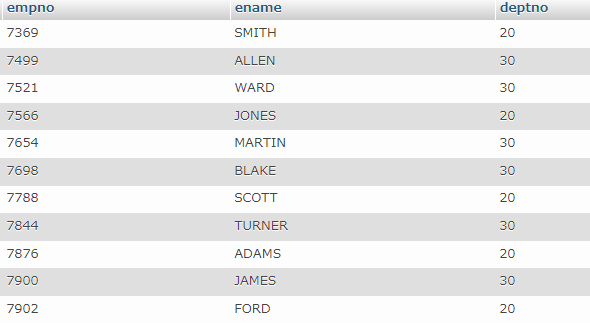 empno ename deptno
7369 SMITH 20
7499 ALLEN 30
7521 WARD 30
7566 JONES 20
7654 MARTIN 30
7698 BLAKE 30
7788 SCOTT 20
7844 TURNER 30
7876 ADAMS 20
7900 JAMES 30
7902 FORD 20